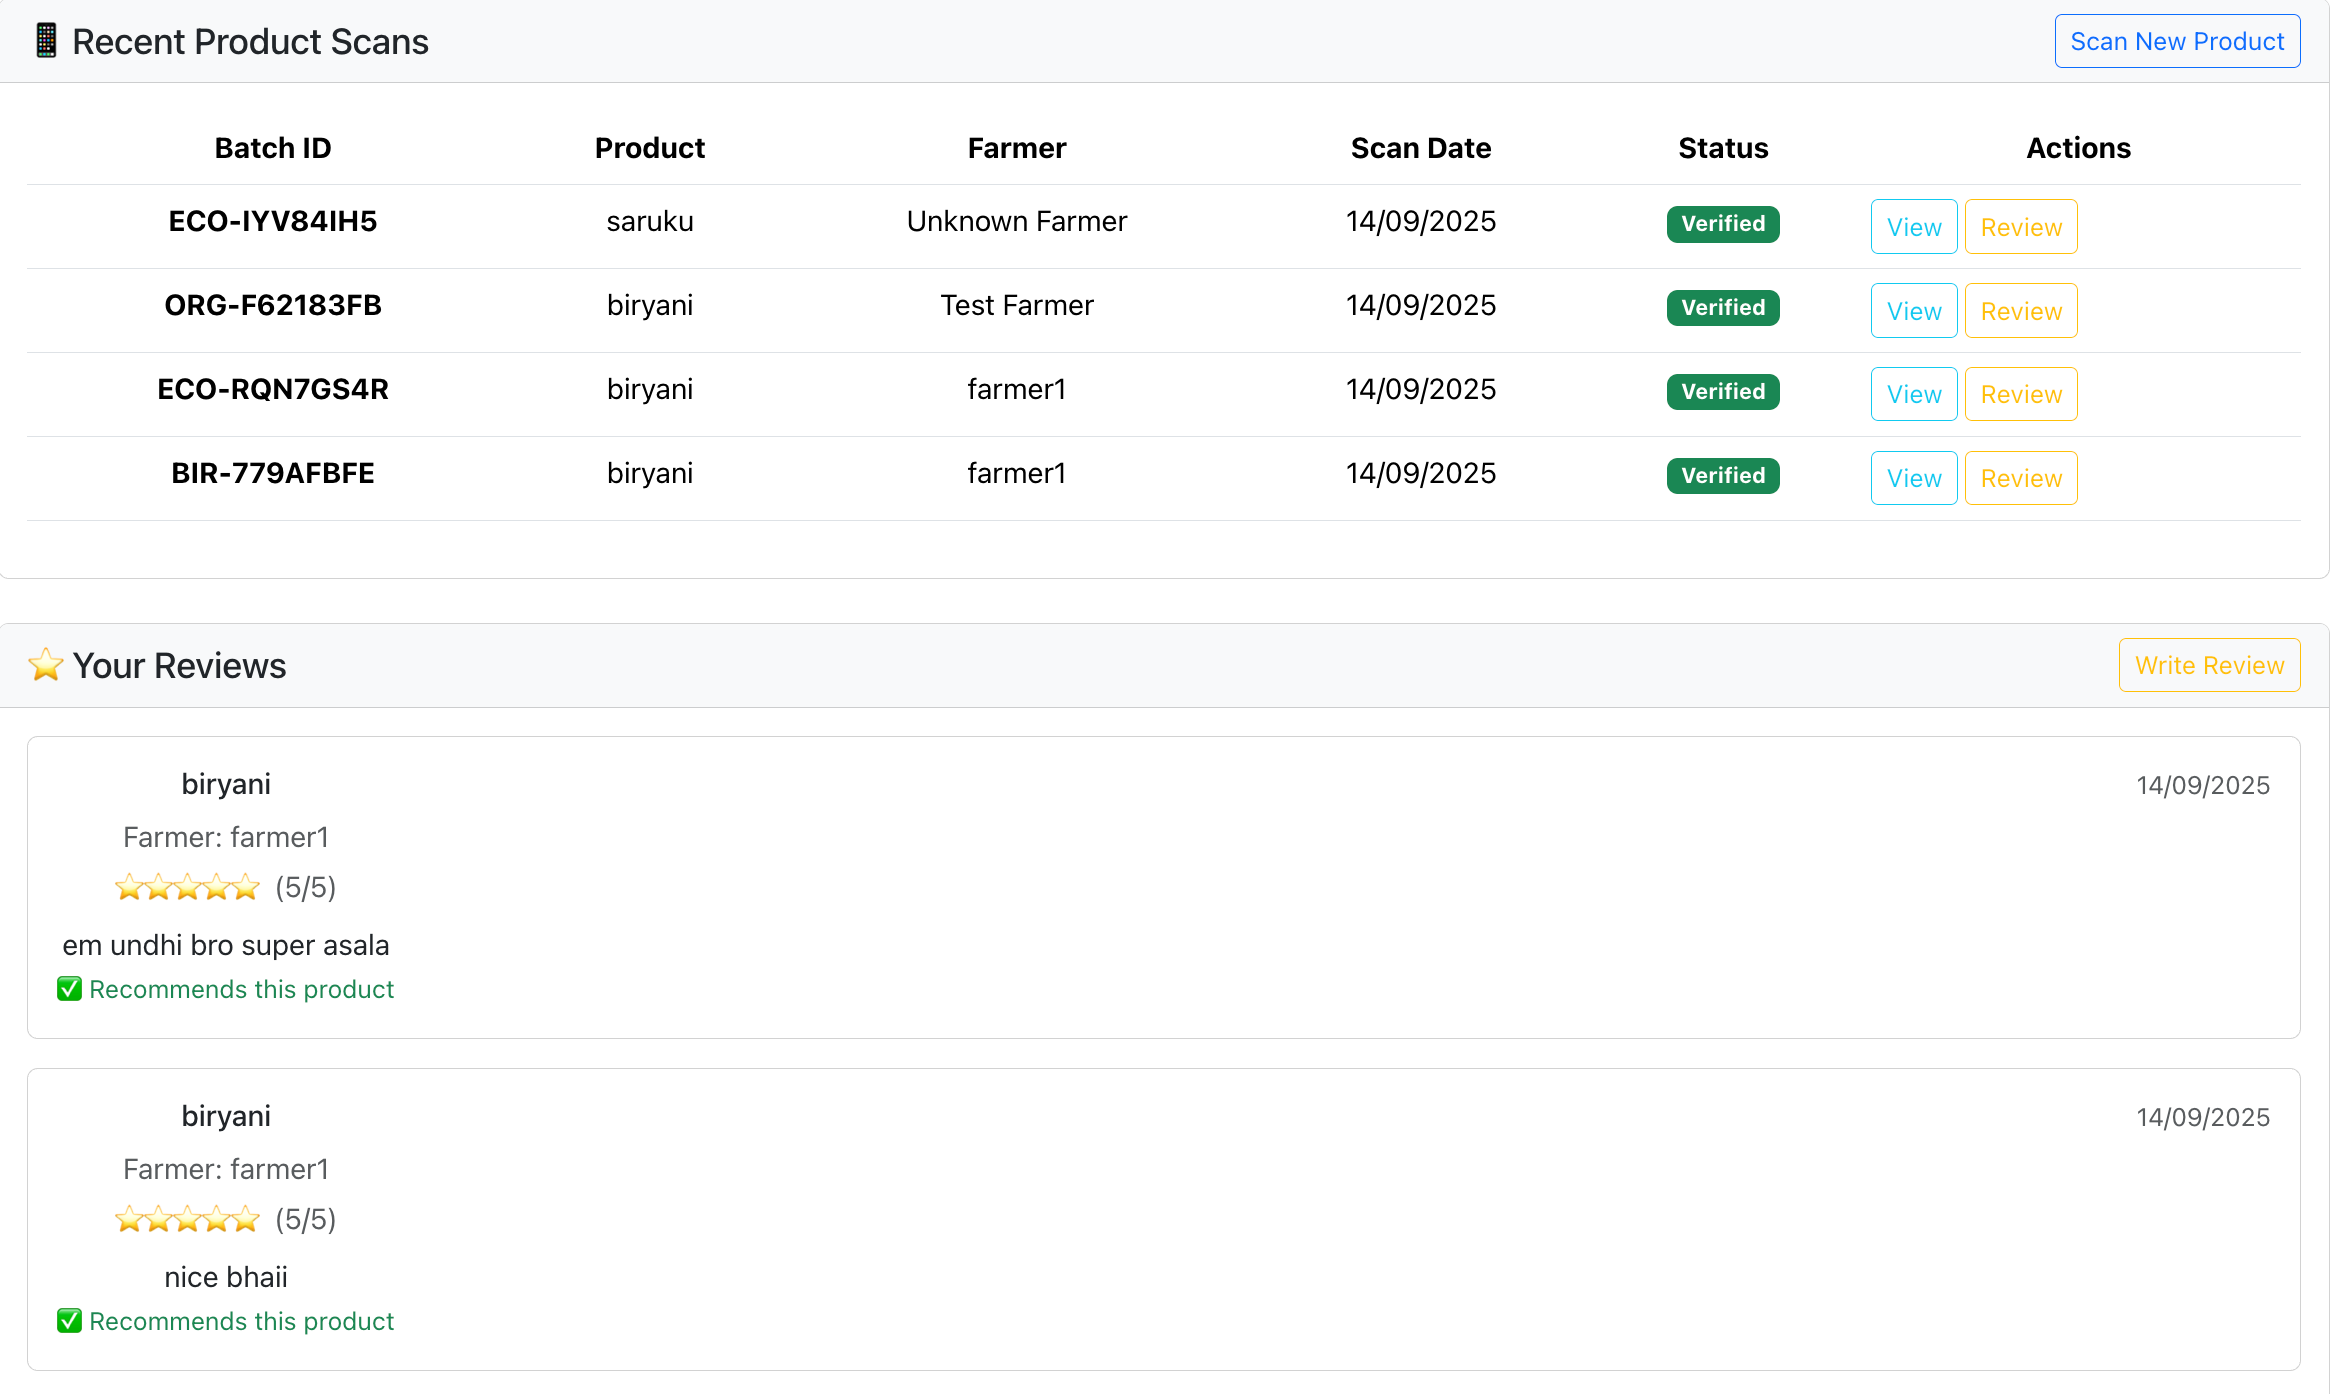 Recent Product Scans
Scan New Product
Batch ID Product Farmer Scan Date Status Actions
ECO-IYV84IH5 saruku Unknown Farmer 14/09/2025 Verified View Review
ORG-F62183FB biryani Test Farmer 14/09/2025 Verified View Review
ECO-RQN7GS4R biryani farmer1 14/09/2025 Verified View Review
BIR-779AFBFE biryani farmer1 14/09/2025 Verified View Review
Your Reviews
Write Review
biryani
14/09/2025
Farmer: farmer1
(5/5)
em undhi bro super asala
Recommends this product
biryani
14/09/2025
Farmer: farmer1
(5/5)
nice bhaii
Recommends this product